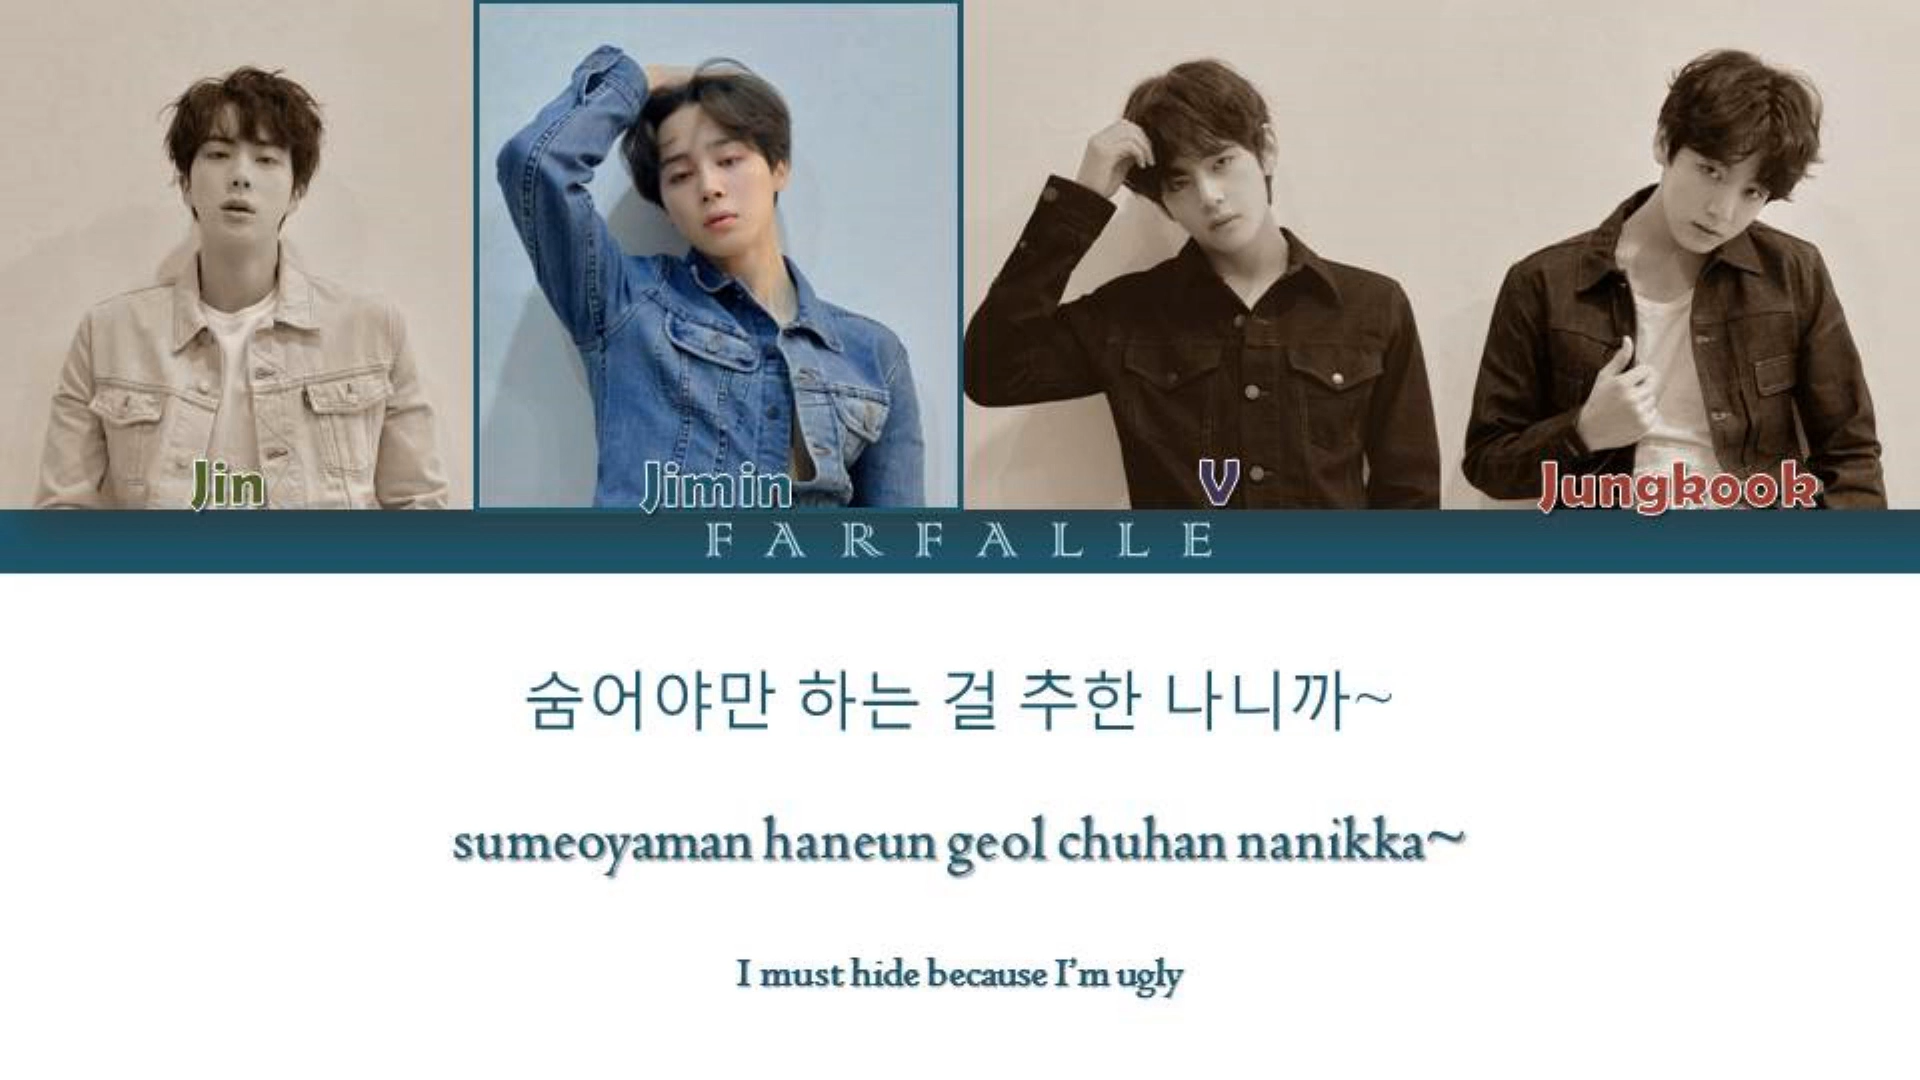 Jin Jimin V Jungkook
FARFALLE
숨어야만 하는 걸 추한 나니까~
sumeoyaman haneun geol chuhan nanikka~
I must hide because I'm ugly